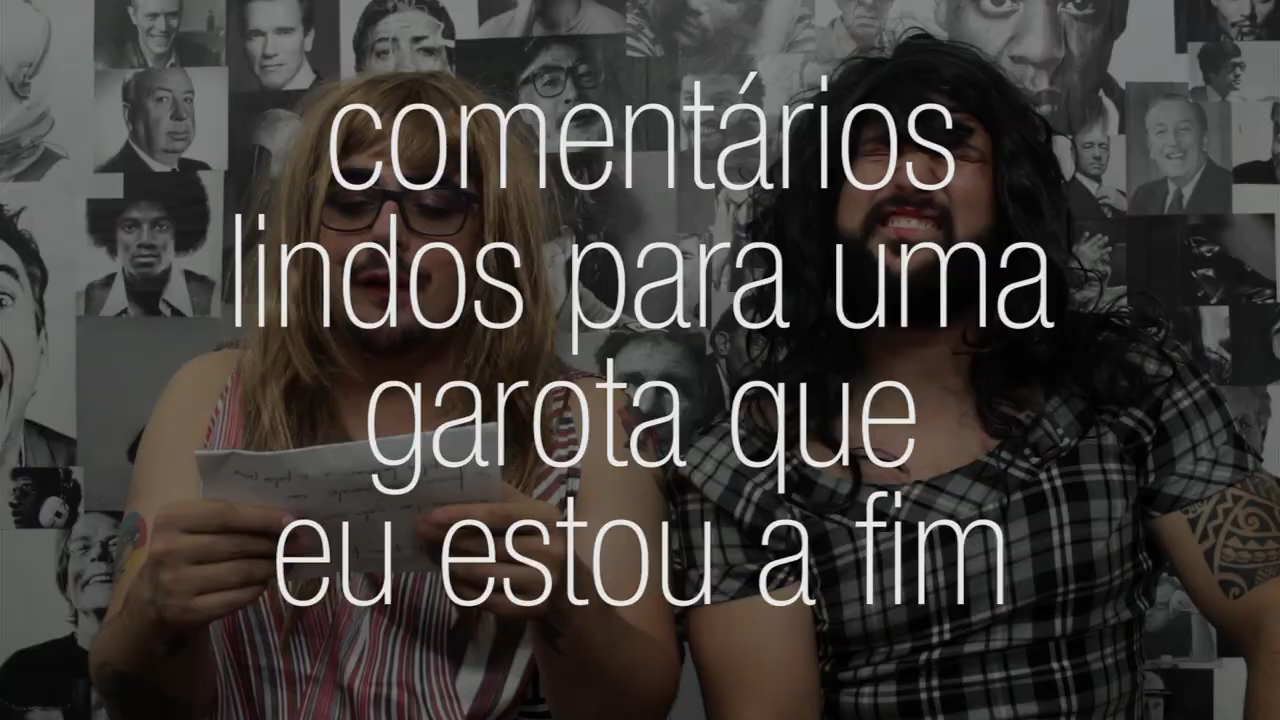 comentários
lindos para uma
garota que
eu estou a fim